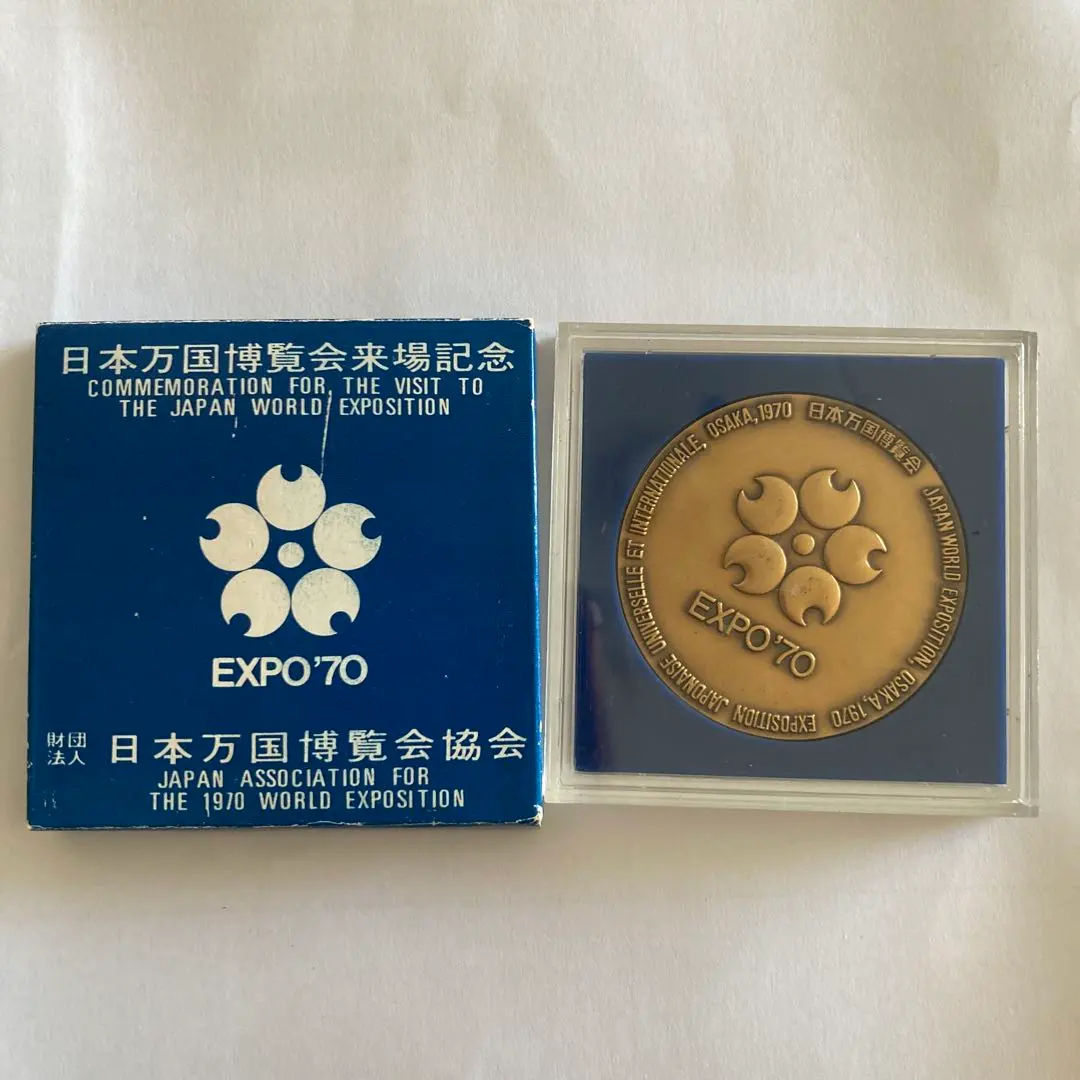 日本万国博覧会来場記念
COMMEMORATION FOR THE VISIT TO
THE JAPAN WORLD EXPOSITION
EXPO'70
財団
法人
日本万国博覧会協会
JAPAN ASSOCIATION FOR
THE 1970 WORLD EXPOSITION
日本万国博覧会
JAPAN WORLD EXPOSITION, OSAKA, 1970
EXPOSITION JAPONAISE UNIVERSELLE ET INTERNATIONALE, OSAKA, 1970
EXPO'70